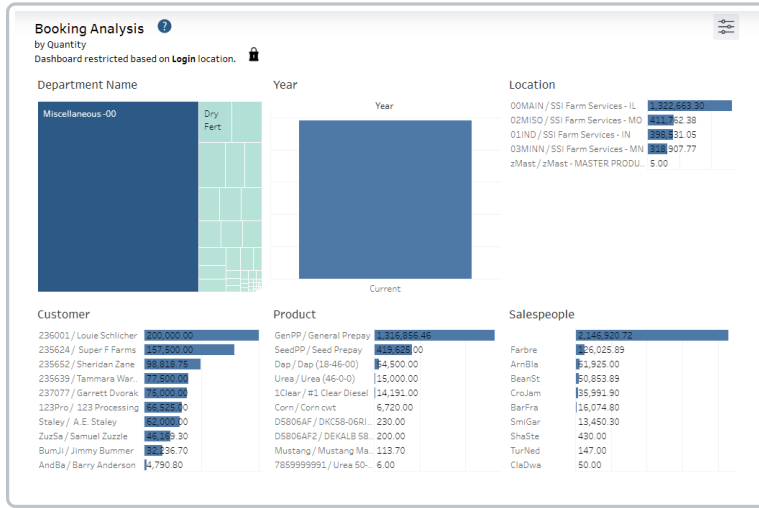 Booking Analysis ?
by Quantity
Dashboard restricted based on Login location.
Department Name
Miscellaneous -00
Dry
Fert
Year
Year
Current
Location
00MAIN / SSI Farm Services - IL 1,322,663.30
02MISO / SSI Farm Services - MO 411,762.38
01IND / SSI Farm Services - IN 398,531.05
03MINN / SSI Farm Services - MN 318,907.77
zMast / zMast - MASTER PRODU.. 5.00
Customer
236001 / Louie Schlicher 200,000.00
235624 / Super F Farms 157,500.00
235652 / Sheridan Zane 98,818.75
235639 / Tammara War.. 77,500.00
237077 / Garrett Dvorak 75,000.00
123Pro / 123 Processing 66,525.00
Staley / A.E. Staley 62,000.00
ZuzSa / Samuel Zuzzle 46,169.30
BumJi / Jimmy Bummer 32,236.70
AndBa / Barry Anderson 4,790.80
Product
GenPP / General Prepay 1,316,856.46
SeedPP / Seed Prepay 419,625.00
Dap / Dap (18-46-00) 64,500.00
Urea / Urea (46-0-0) 15,000.00
1Clear / #1 Clear Diesel 14,191.00
Corn / Corn cwt 6,720.00
D5806AF / DKC58-06RI.. 230.00
D5806AF2 / DEKALB 58.. 200.00
Mustang / Mustang Ma.. 113.70
7859999991 / Urea 50-.. 6.00
Salespeople
2,146,920.72
Farbre 126,025.89
ArnBla 61,925.00
BeanSt 50,853.89
CroJam 35,991.90
BarFra 16,074.80
SmiGar 13,450.30
ShaSte 430.00
TurNed 147.00
ClaDwa 50.00